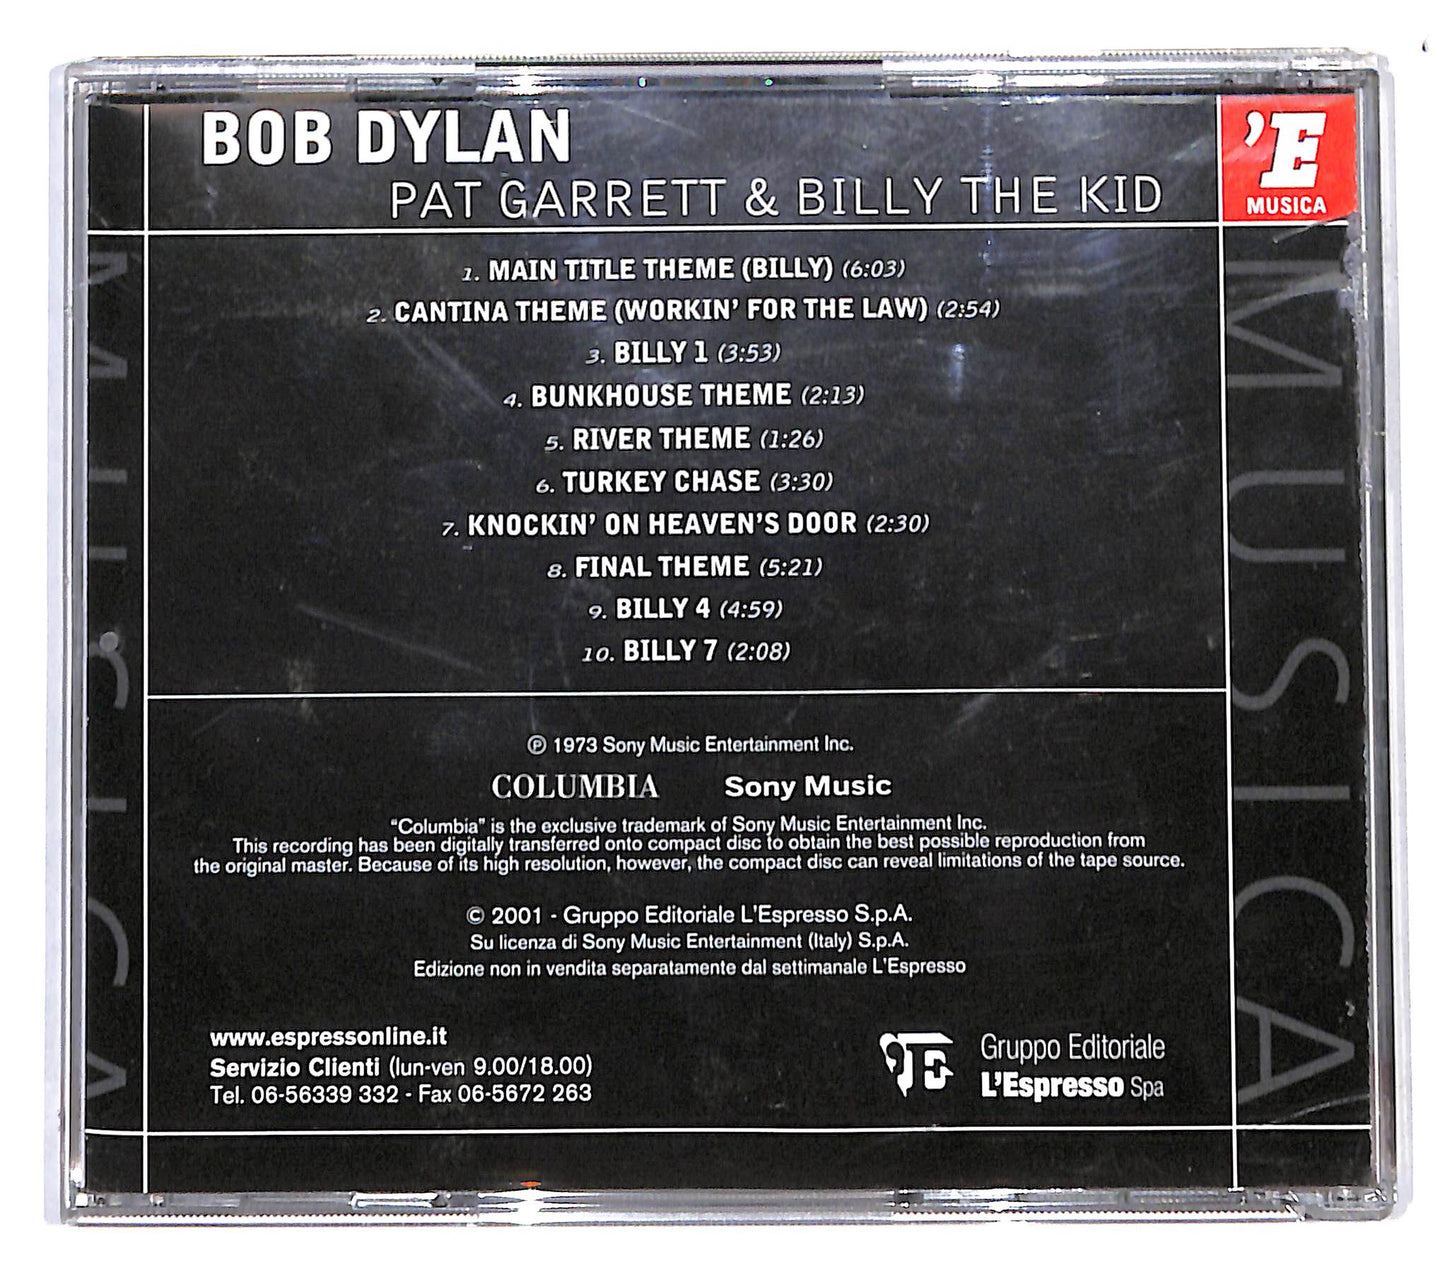 BOB DYLAN
PAT GARRETT & BILLY THE KID
'E
MUSICA
1. MAIN TITLE THEME (BILLY) (6:03)
2. CANTINA THEME (WORKIN' FOR THE LAW) (2:54)
3. BILLY 1 (3:53)
4. BUNKHOUSE THEME (2:13)
5. RIVER THEME (1:26)
6. TURKEY CHASE (3:30)
7. KNOCKIN' ON HEAVEN'S DOOR (2:30)
8. FINAL THEME (5:21)
9. BILLY 4 (4:59)
10. BILLY 7 (2:08)
℗ 1973 Sony Music Entertainment Inc.
COLUMBIA Sony Music
"Columbia" is the exclusive trademark of Sony Music Entertainment Inc.
This recording has been digitally transferred onto compact disc to obtain the best possible reproduction from
the original master. Because of its high resolution, however, the compact disc can reveal limitations of the tape source.
© 2001 - Gruppo Editoriale L'Espresso S.p.A.
Su licenza di Sony Music Entertainment (Italy) S.p.A.
Edizione non in vendita separatamente dal settimanale L'Espresso
www.espressonline.it
Servizio Clienti (lun-ven 9.00/18.00)
Tel. 06-56339 332 - Fax 06-5672 263
Gruppo Editoriale
L'Espresso Spa
MUSICA
MUSICA